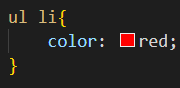 ul li{
    color: red;
}